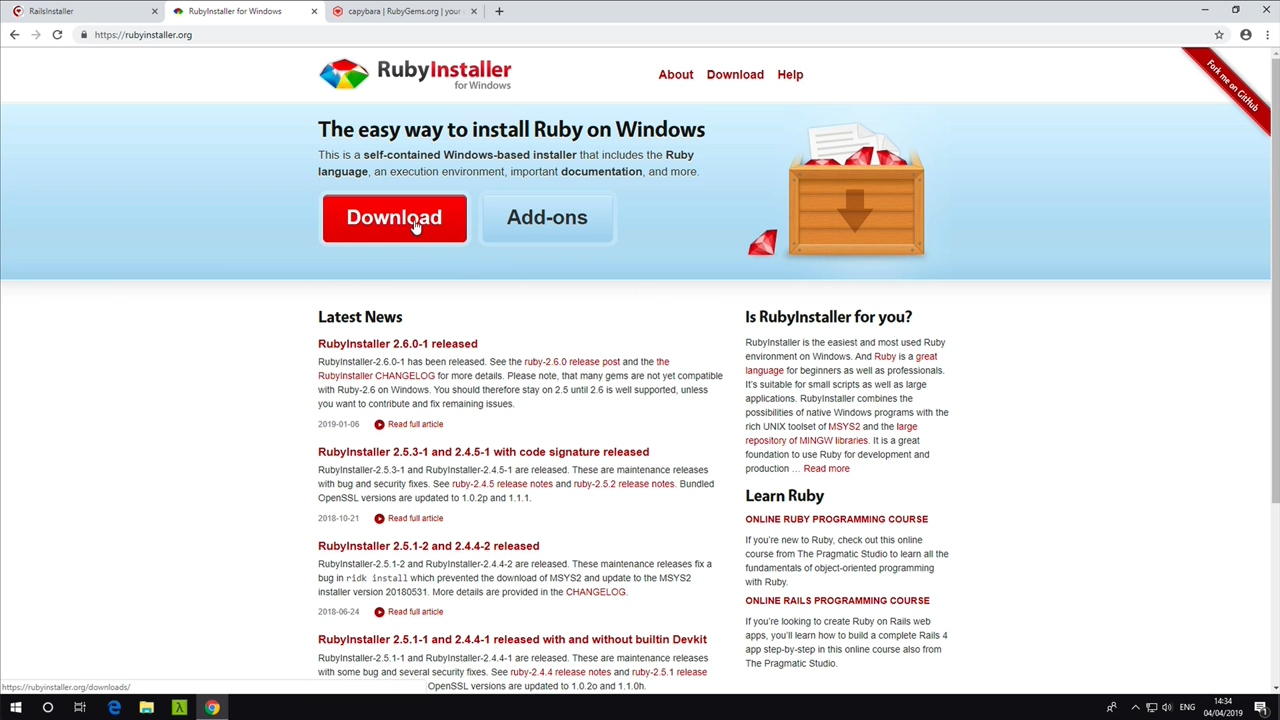 RailsInstaller
RubyInstaller for Windows
capybara | RubyGems.org | your
https://rubyinstaller.org
RubyInstaller
for Windows
About
Download
Help
Fork me on GitHub
The easy way to install Ruby on Windows
This is a self-contained Windows-based installer that includes the Ruby
language, an execution environment, important documentation, and more.
Download
Add-ons
Latest News
RubyInstaller 2.6.0-1 released
RubyInstaller-2.6.0-1 has been released. See the ruby-2.6.0 release post and the the
RubyInstaller CHANGELOG for more details. Please note, that many gems are not yet compatible
with Ruby-2.6 on Windows. You should therefore stay on 2.5 until 2.6 is well supported, unless
you want to contribute and fix remaining issues.
2019-01-06 Read full article
RubyInstaller 2.5.3-1 and 2.4.5-1 with code signature released
RubyInstaller-2.5.3-1 and RubyInstaller-2.4.5-1 are released. These are maintenance releases
with bug and security fixes. See ruby-2.4.5 release notes and ruby-2.5.2 release notes. Bundled
OpenSSL versions are updated to 1.0.2p and 1.1.1.
2018-10-21 Read full article
RubyInstaller 2.5.1-2 and 2.4.4-2 released
RubyInstaller-2.5.1-2 and RubyInstaller-2.4.4-2 are released. These maintenance releases fix a
bug in ridk install which prevented the download of MSYS2 and update to the MSYS2
installer version 20180531. More details are provided in the CHANGELOG.
2018-06-24 Read full article
RubyInstaller 2.5.1-1 and 2.4.4-1 released with and without builtin Devkit
RubyInstaller-2.5.1-1 and RubyInstaller-2.4.4-1 are released. These are maintenance releases
with some bug and several security fixes. See ruby-2.4.4 release notes and ruby-2.5.1 release
OpenSSL versions are updated to 1.0.2o and 1.1.0h.
Is RubyInstaller for you?
RubyInstaller is the easiest and most used Ruby
environment on Windows. And Ruby is a great
language for beginners as well as professionals.
It's suitable for small scripts as well as large
applications. RubyInstaller combines the
possibilities of native Windows programs with the
rich UNIX toolset of MSYS2 and the large
repository of MINGW libraries. It is a great
foundation to use Ruby for development and
production … Read more
Learn Ruby
ONLINE RUBY PROGRAMMING COURSE
If you're new to Ruby, check out this online
course from The Pragmatic Studio to learn all the
fundamentals of object-oriented programming
with Ruby.
ONLINE RAILS PROGRAMMING COURSE
If you're looking to create Ruby on Rails web
apps, you'll learn how to build a complete Rails 4
app step-by-step in this online course also from
The Pragmatic Studio.
https://rubyinstaller.org/downloads/
ENG
14:34
04/04/2019
1